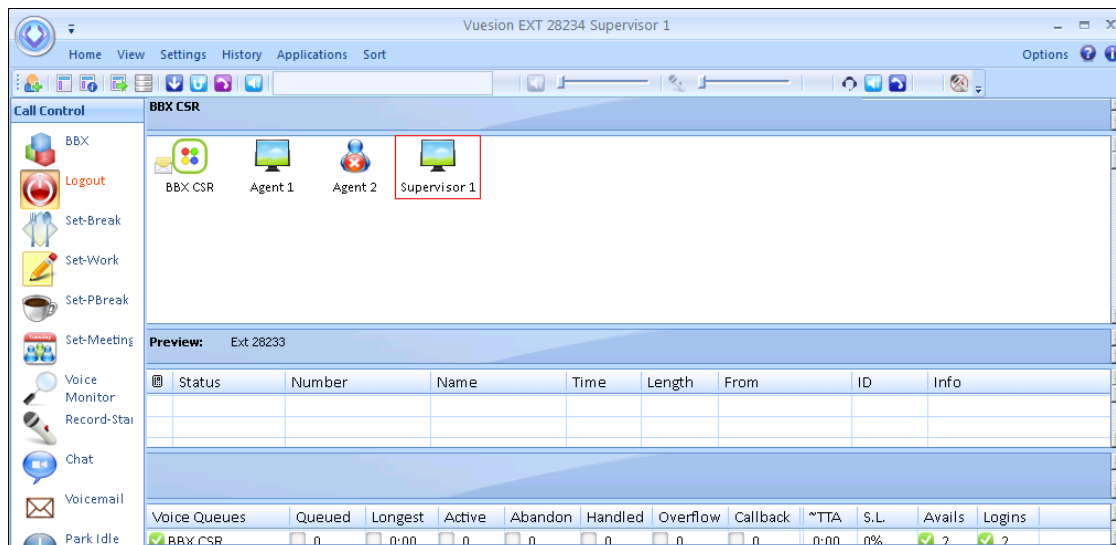 Vuesion EXT 28234 Supervisor 1
Home View Settings History Applications Sort Options
Call Control
BBX
Logout
Set-Break
Set-Work
Set-PBreak
Set-Meeting
Voice
Monitor
Record-Star
Chat
Voicemail
Park Idle
BBX CSR
BBX CSR Agent 1 Agent 2 Supervisor 1
Preview: Ext 28233
Status Number Name Time Length From ID Info
Voice Queues Queued Longest Active Abandon Handled Overflow Callback ~TTA S.L. Avails Logins
BBX CSR 0 0:00 0 0 0 0 0 0:00 0% 2 2